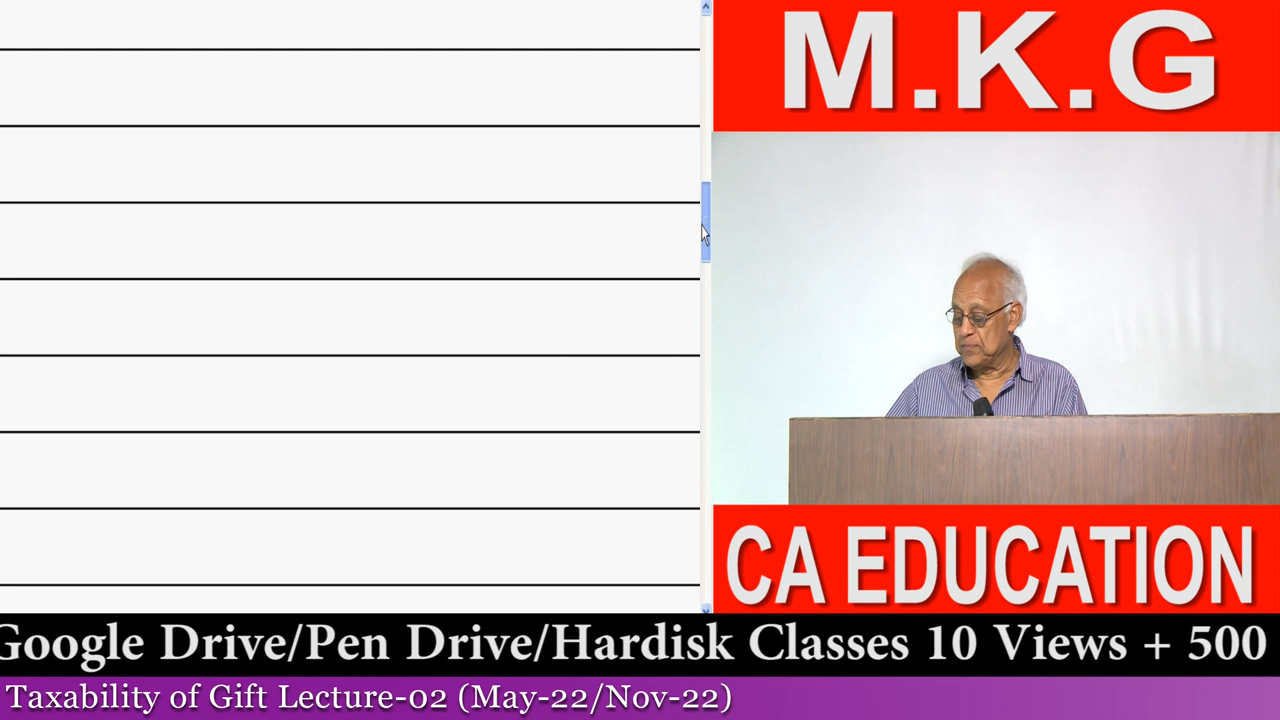 M.K.G
CA EDUCATION
Google Drive/Pen Drive/Hardisk Classes 10 Views + 500
Taxability of Gift Lecture-02 (May-22/Nov-22)